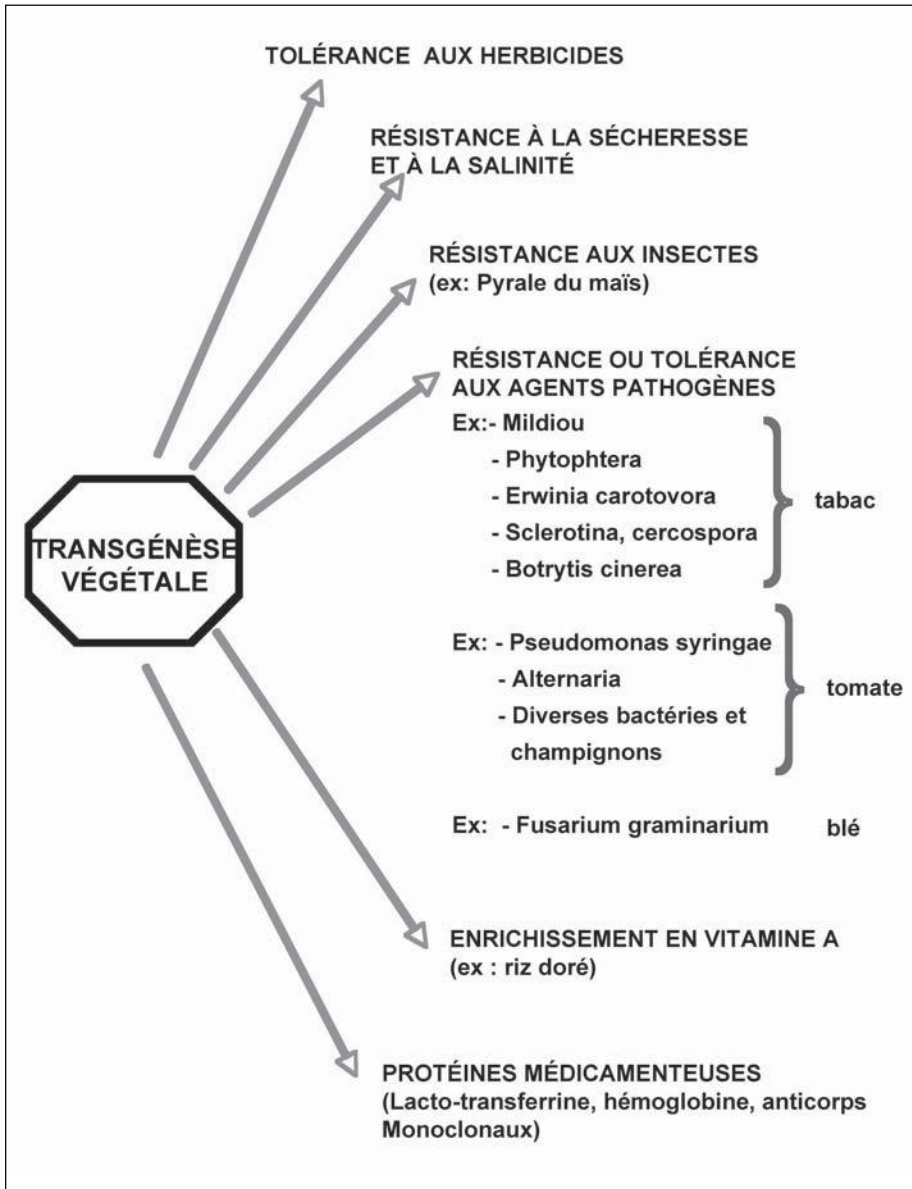 TOLÉRANCE AUX HERBICIDES
RÉSISTANCE À LA SÉCHERESSE
ET À LA SALINITÉ
RÉSISTANCE AUX INSECTES
(ex: Pyrale du maïs)
RÉSISTANCE OU TOLÉRANCE
AUX AGENTS PATHOGÈNES
Ex:- Mildiou
- Phytophtera
- Erwinia carotovora
- Sclerotina, cercospora
- Botrytis cinerea
tabac
TRANSGÉNÈSE
VÉGÉTALE
Ex: - Pseudomonas syringae
- Alternaria
- Diverses bactéries et
champignons
tomate
Ex: - Fusarium graminarium blé
ENRICHISSEMENT EN VITAMINE A
(ex : riz doré)
PROTÉINES MÉDICAMENTEUSES
(Lacto-transferrine, hémoglobine, anticorps
Monoclonaux)